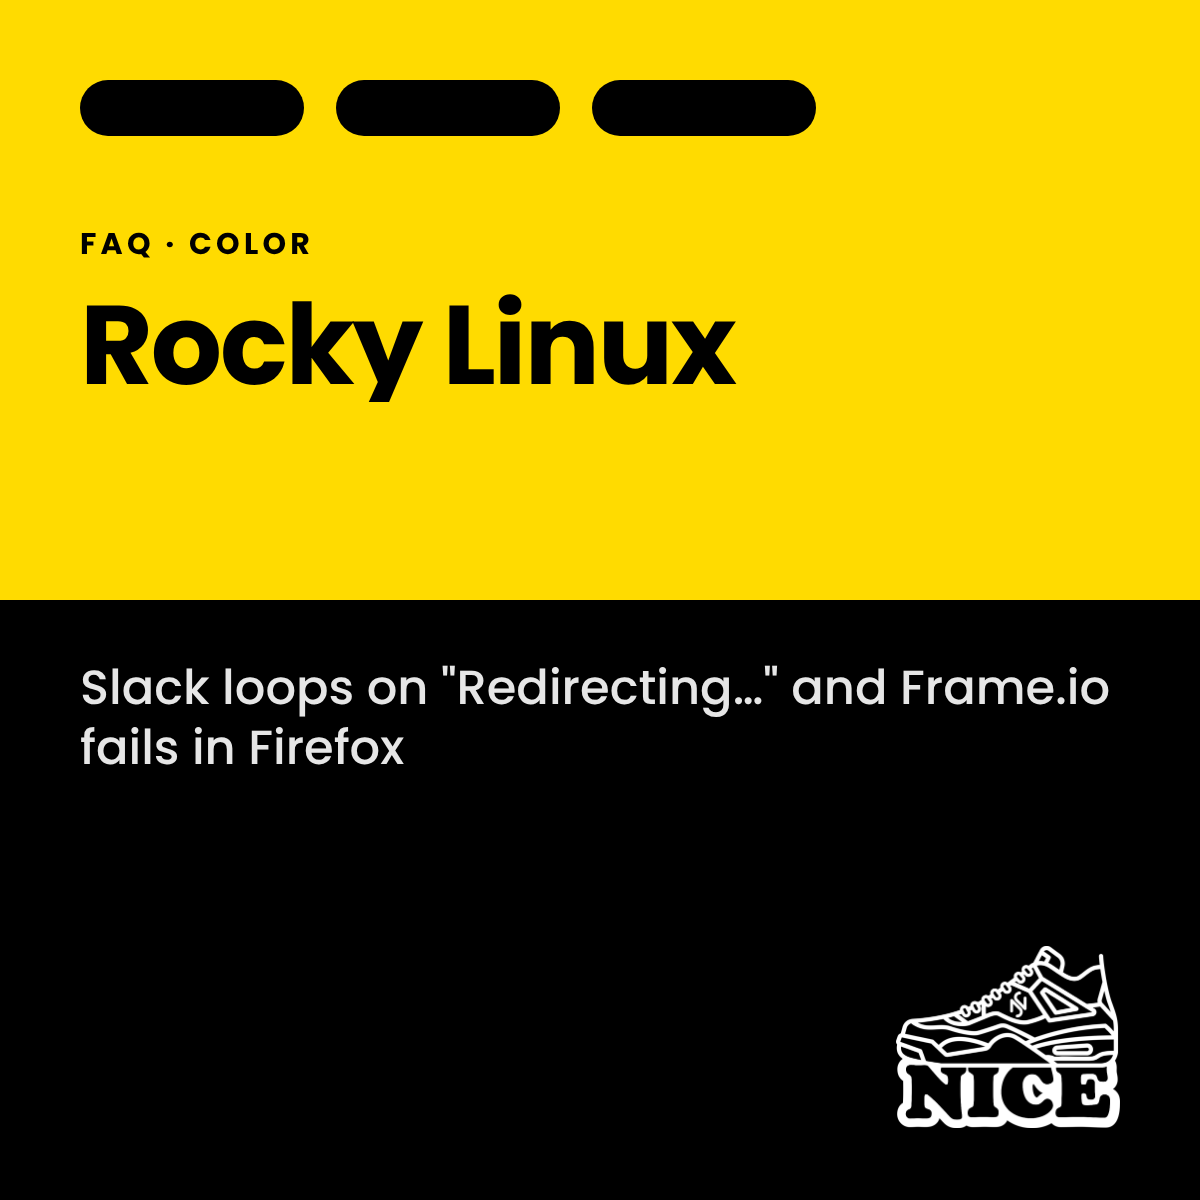 FAQ · COLOR
Rocky Linux
Slack loops on "Redirecting…" and Frame.io
fails in Firefox
NICE